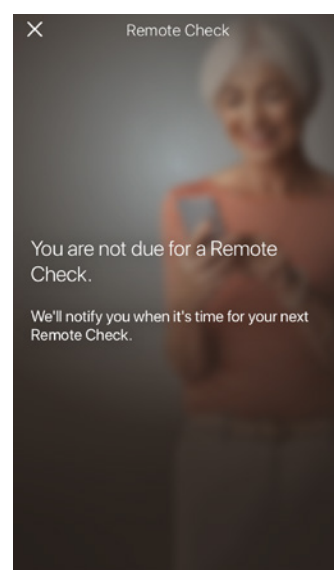 Remote Check
You are not due for a Remote
Check.
We'll notify you when it's time for your next
Remote Check.